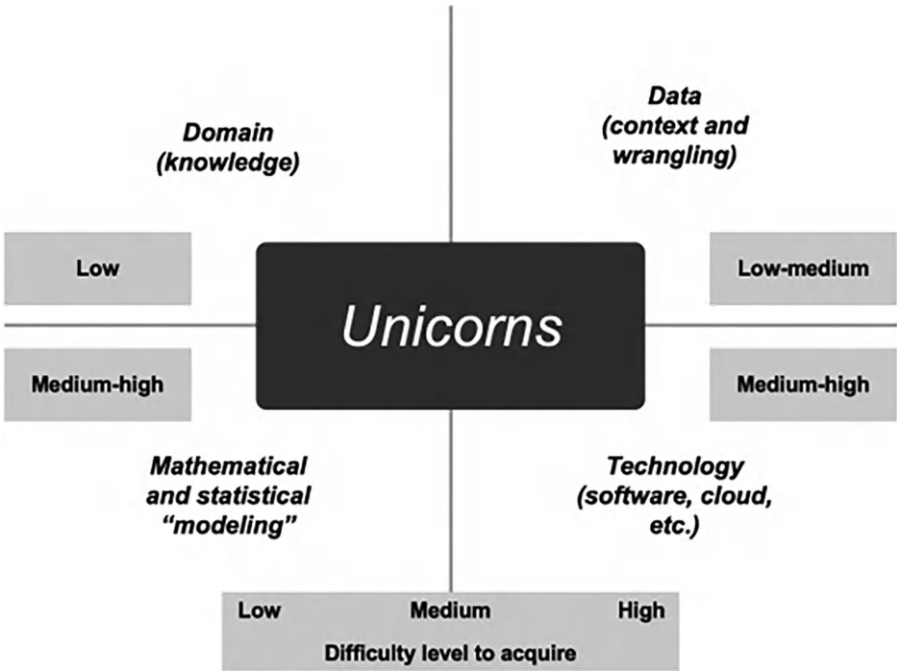 Domain
(knowledge)
Data
(context and
wrangling)
Low
Low-medium
Unicorns
Medium-high
Medium-high
Mathematical
and statistical
“modeling”
Technology
(software, cloud,
etc.)
Low Medium High
Difficulty level to acquire